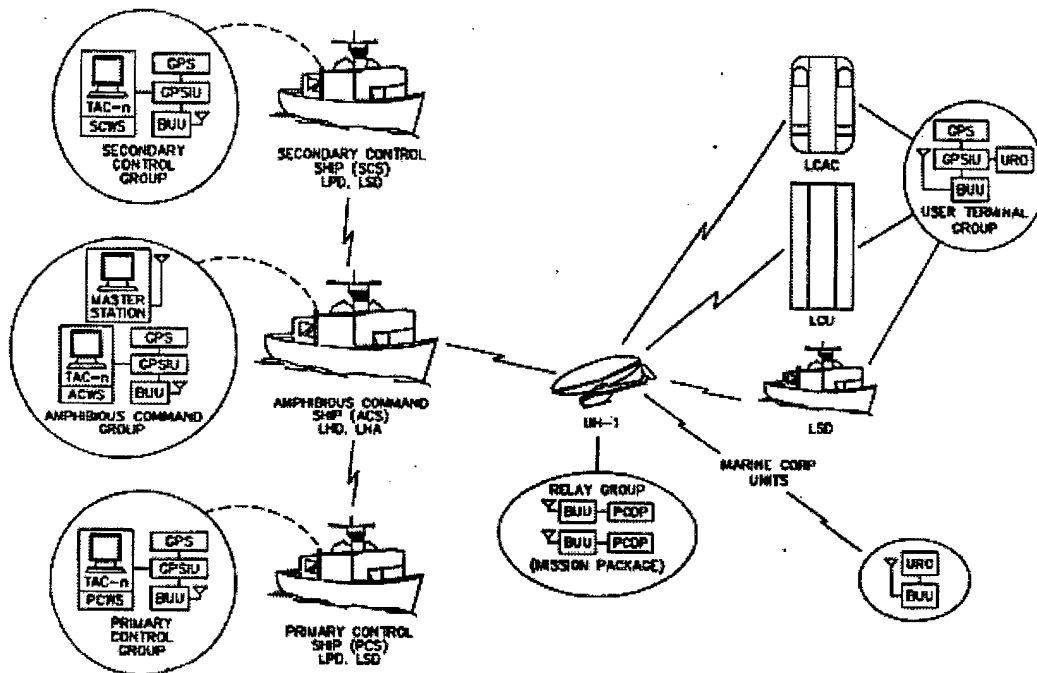 GPS
TAC-n
GPSIU
SCWS
BUU
SECONDARY
CONTROL
GROUP
SECONDARY CONTROL
SHIP (SCS)
LPD, LSD
MASTER
STATION
GPS
TAC-n
GPSIU
ACWS
BUU
AMPHIBIOUS COMMAND
GROUP
AMPHIBIOUS COMMAND
SHIP (ACS)
LHD, LHA
GPS
TAC-n
GPSIU
PCWS
BUU
PRIMARY
CONTROL
GROUP
PRIMARY CONTROL
SHIP (PCS)
LPD, LSD
UH-1
RELAY GROUP
BUU
PCDP
BUU
PCDP
(MISSION PACKAGE)
LCAC
LCU
LSD
GPS
GPSIU
URO
BUU
USER TERMINAL
GROUP
MARINE CORP
UNITS
URO
BUU